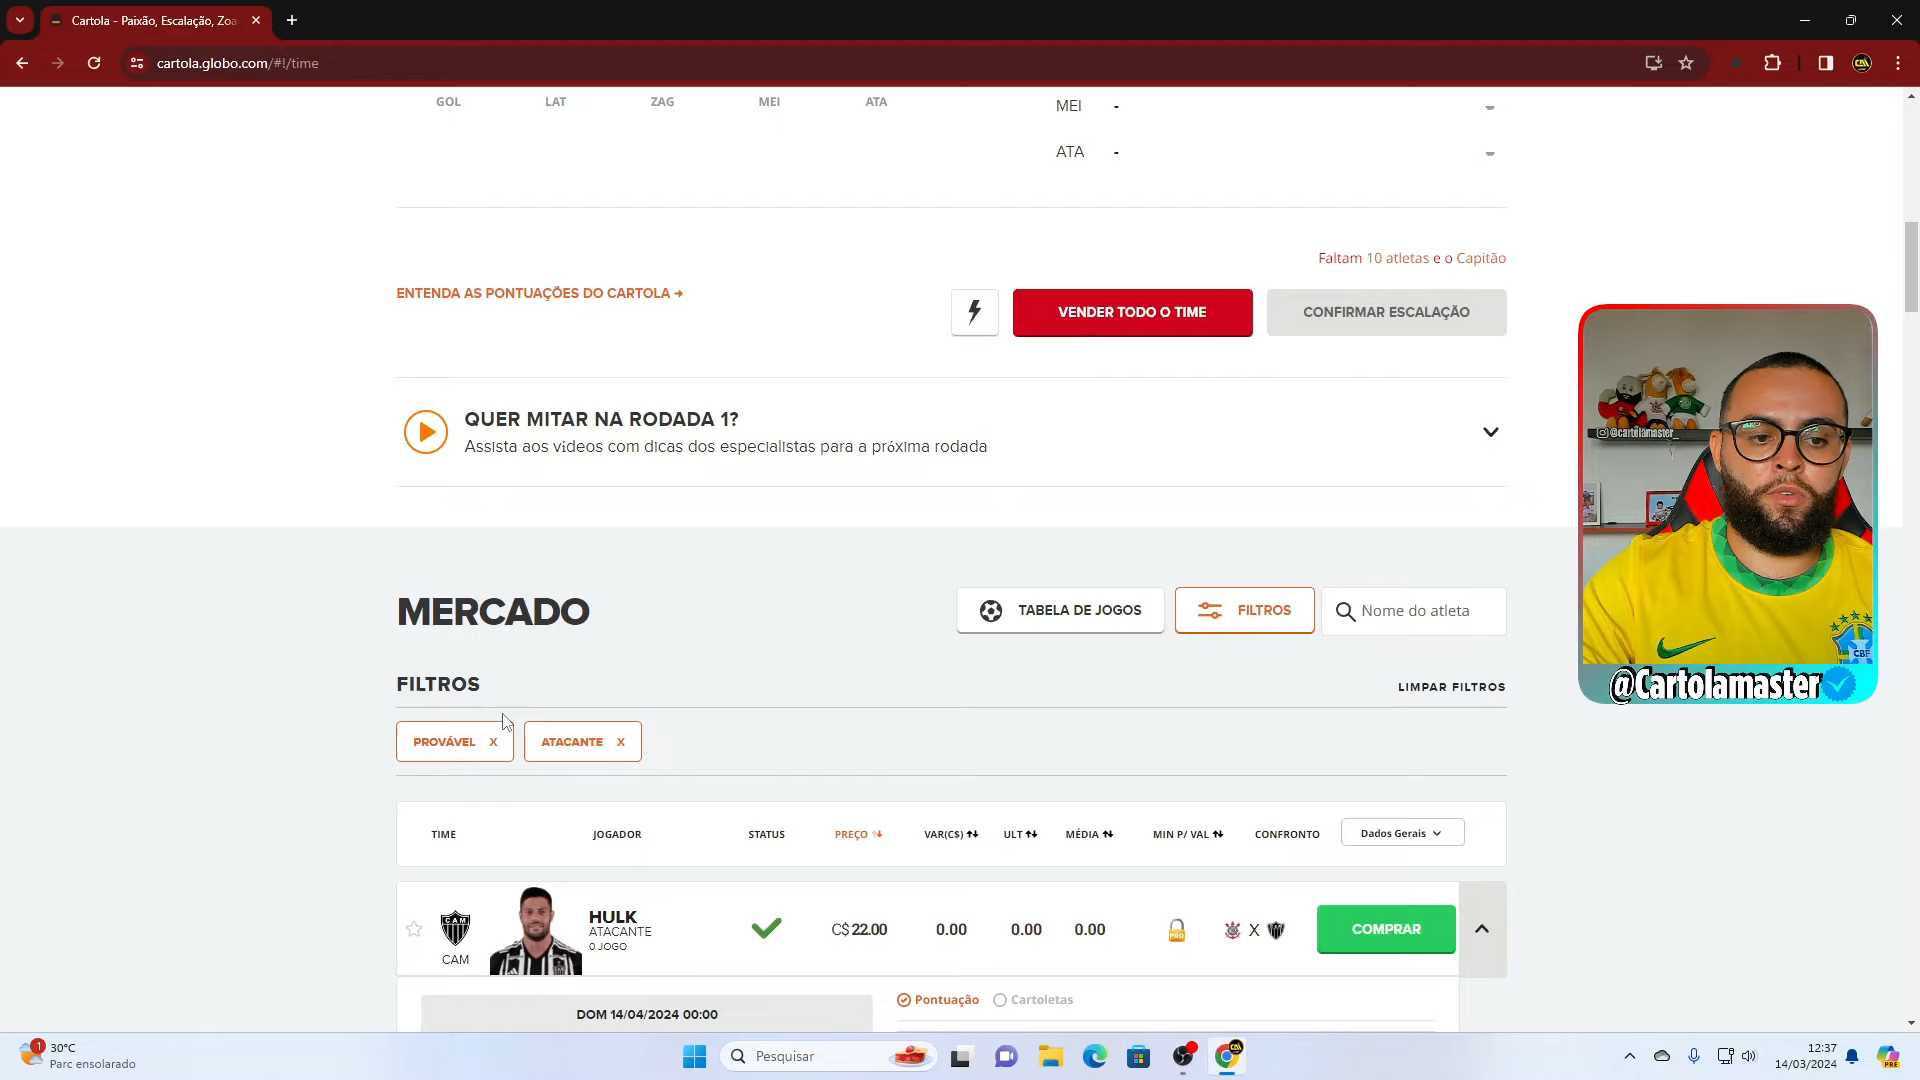 Cartola - Paixão, Escalação, Zoa
cartola.globo.com/#!/time
GOL LAT ZAG MEI ATA
MEI -
ATA -
Faltam 10 atletas e o Capitão
ENTENDA AS PONTUAÇÕES DO CARTOLA
VENDER TODO O TIME
CONFIRMAR ESCALAÇÃO
QUER MITAR NA RODADA 1?
Assista aos vídeos com dicas dos especialistas para a próxima rodada
@cartolamaster_
CBF
@Cartolamaster
MERCADO
TABELA DE JOGOS
FILTROS
Nome do atleta
FILTROS
LIMPAR FILTROS
PROVÁVEL X
ATACANTE X
TIME JOGADOR STATUS PREÇO VAR(C$) ULT MÉDIA MIN P/ VAL CONFRONTO Dados Gerais
CAM
CAM
HULK
ATACANTE
0 JOGO
C$ 22.00 0.00 0.00 0.00
PRO
X
COMPRAR
Pontuação Cartoletas
DOM 14/04/2024 00:00
1
30°C
Parc ensolarado
Pesquisar
12:37
14/03/2024
PRE